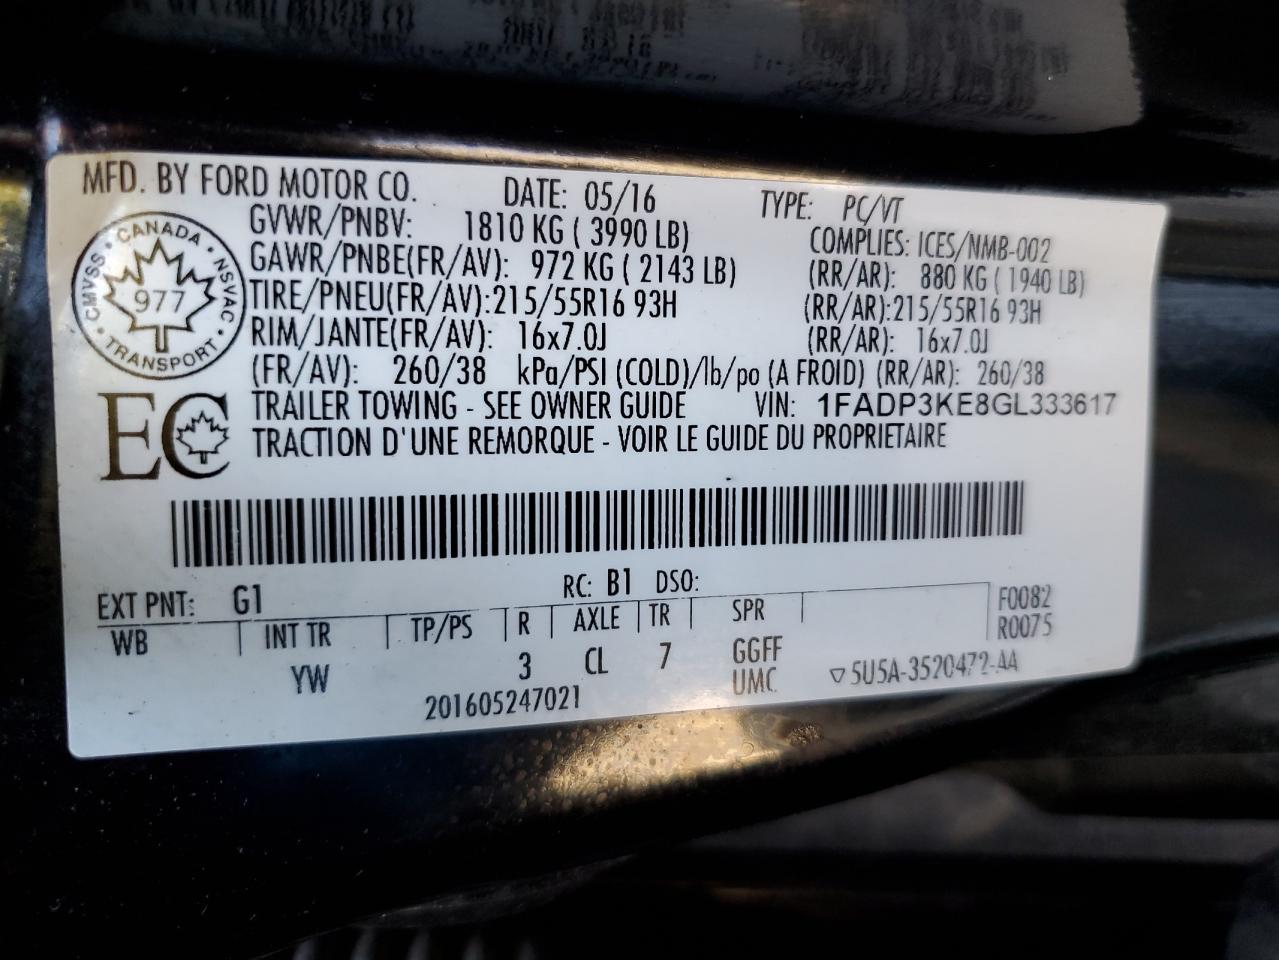 MFD. BY FORD MOTOR CO. DATE: 05/16 TYPE: PC/VT
GVWR/PNBV: 1810 KG ( 3990 LB) COMPLIES: ICES/NMB-002
GAWR/PNBE(FR/AV): 972 KG ( 2143 LB) (RR/AR): 880 KG ( 1940 LB)
TIRE/PNEU(FR/AV):215/55R16 93H (RR/AR):215/55R16 93H
RIM/JANTE(FR/AV): 16x7.0J (RR/AR): 16x7.0J
(FR/AV): 260/38 kPa/PSI (COLD)/lb/po (A FROID) (RR/AR): 260/38
TRAILER TOWING - SEE OWNER GUIDE VIN: 1FADP3KE8GL333617
TRACTION D'UNE REMORQUE - VOIR LE GUIDE DU PROPRIETAIRE
CANADA
CMVSS NSVAC
977
TRANSPORT
EC
EXT PNT: G1 RC: B1 DSO:
WB INT TR TP/PS R AXLE TR SPR F0082
R0075
YW 3 CL 7 GGFF
UMC
201605247021 ▽5U5A-3520472-AA